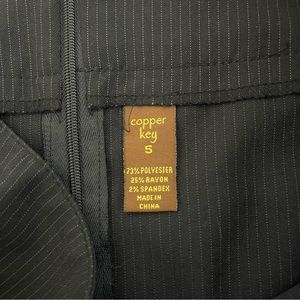 copper
key
5
73% POLYESTER
25% RAYON
2% SPANDEX
MADE IN
CHINA